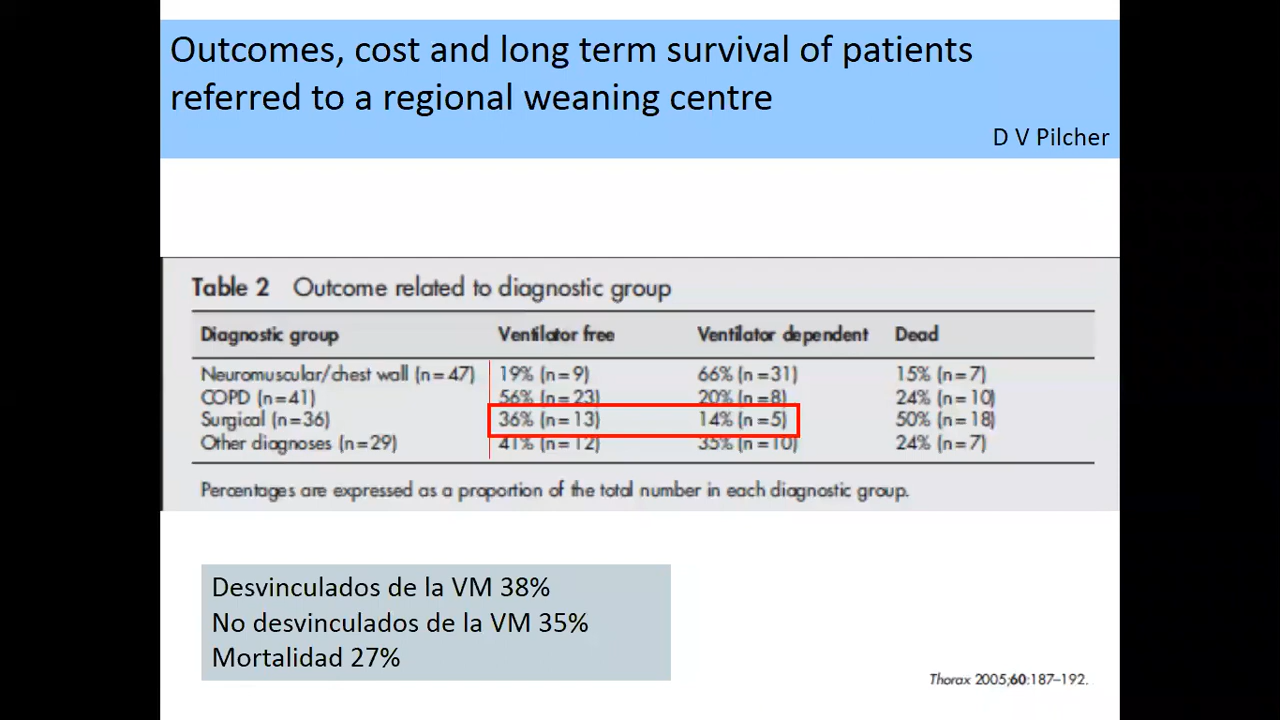 Outcomes, cost and long term survival of patients
referred to a regional weaning centre
D V Pilcher
Table 2 Outcome related to diagnostic group
Diagnostic group Ventilator free Ventilator dependent Dead
Neuromuscular/chest wall (n=47) 19% (n=9) 66% (n=31) 15% (n=7)
COPD (n=41) 56% (n=23) 20% (n=8) 24% (n=10)
Surgical (n=36) 36% (n=13) 14% (n=5) 50% (n=18)
Other diagnoses (n=29) 41% (n=12) 35% (n=10) 24% (n=7)
Percentages are expressed as a proportion of the total number in each diagnostic group.
Desvinculados de la VM 38%
No desvinculados de la VM 35%
Mortalidad 27%
Thorax 2005;60:187–192.